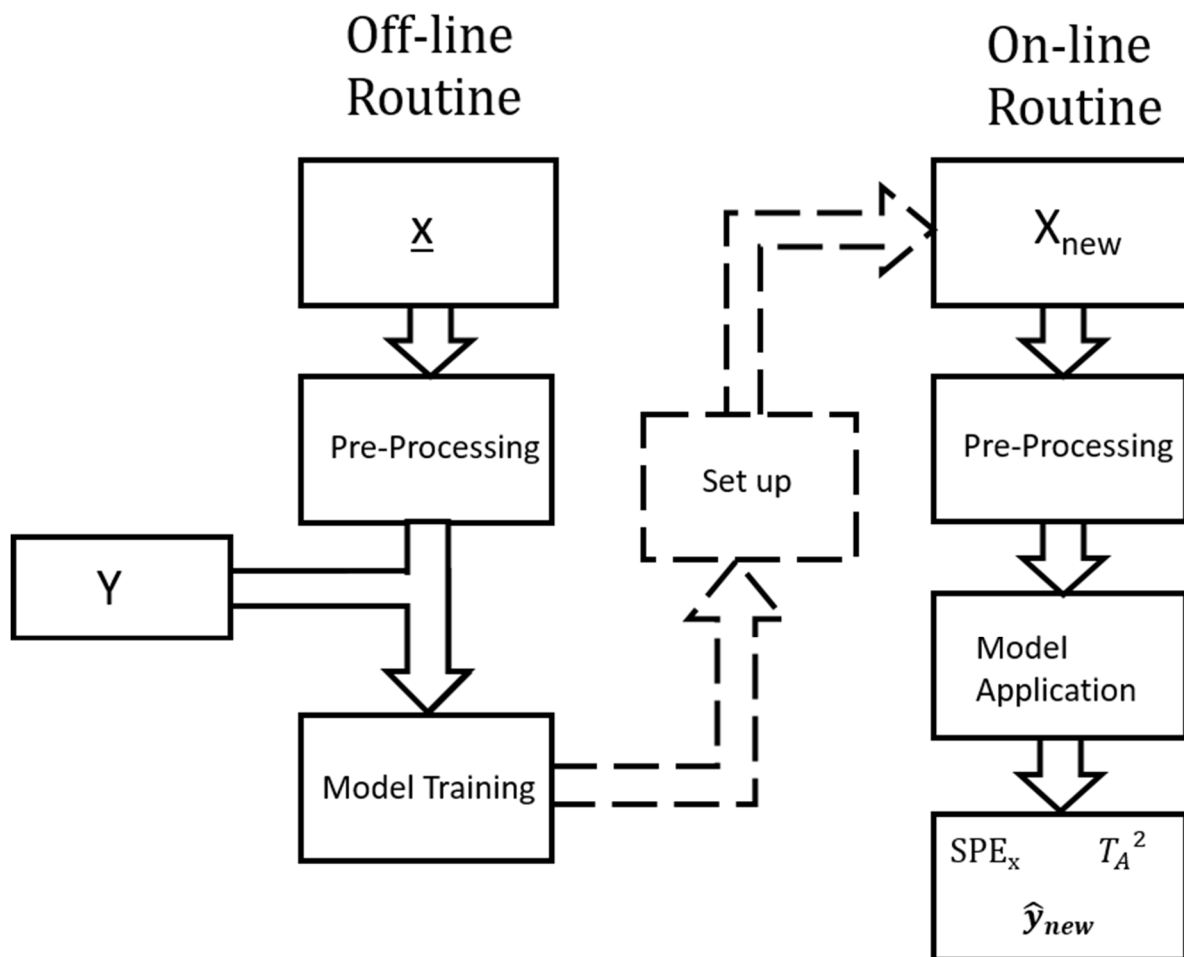 Off-line
Routine
X
Pre-Processing
Y
Model Training
Set up
On-line
Routine
Xnew
Pre-Processing
Model
Application
SPEx TA²
ŷnew